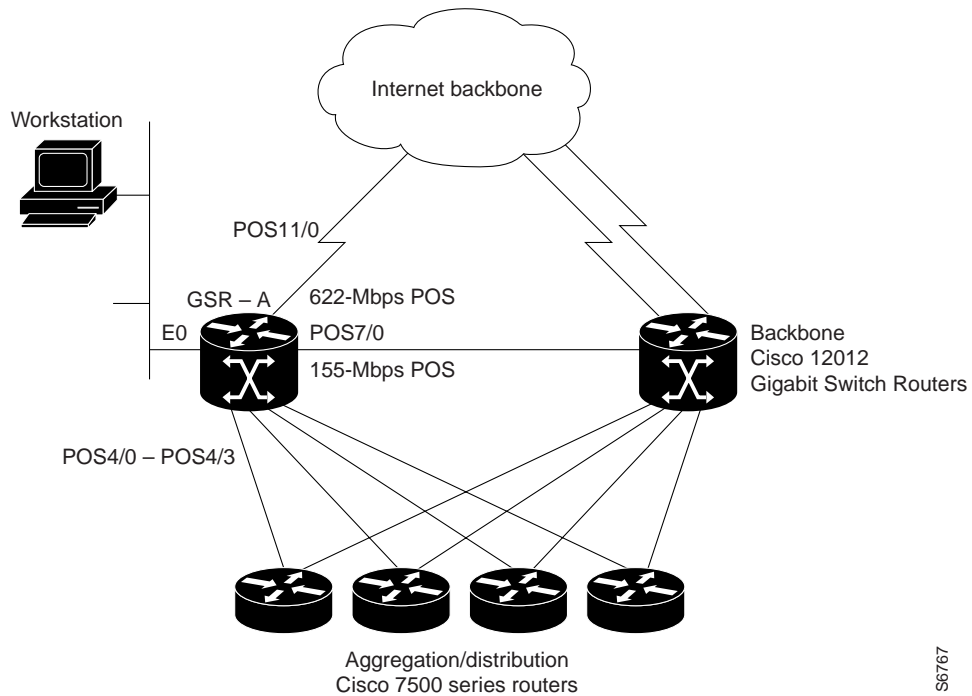 Internet backbone
Workstation
POS11/0
GSR – A
622-Mbps POS
E0
POS7/0
155-Mbps POS
Backbone
Cisco 12012
Gigabit Switch Routers
POS4/0 – POS4/3
Aggregation/distribution
Cisco 7500 series routers
S6767